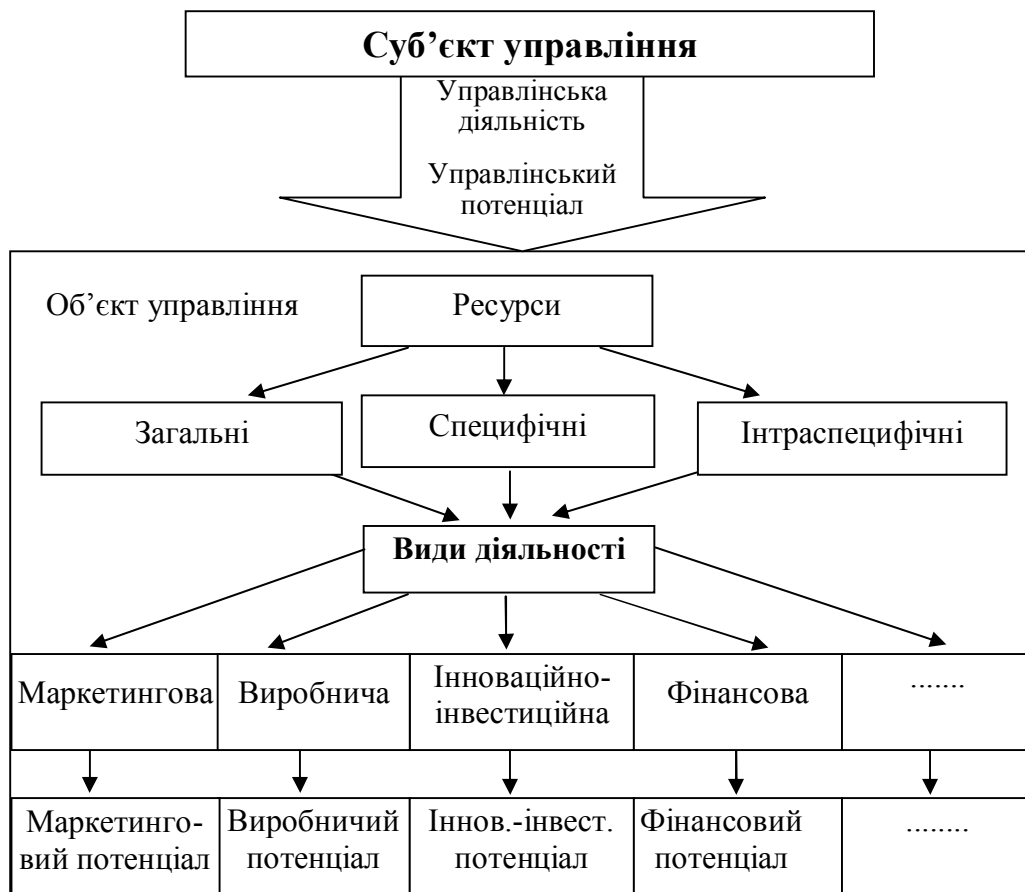 Суб’єкт управління
Управлінська
діяльність
Управлінський
потенціал
Об’єкт управління
Ресурси
Загальні
Специфічні
Інтраспецифічні
Види діяльності
Маркетингова
Виробнича
Інноваційно-
інвестиційна
Фінансова
.......
Маркетинго-
вий потенціал
Виробничий
потенціал
Іннов.-інвест.
потенціал
Фінансовий
потенціал
........